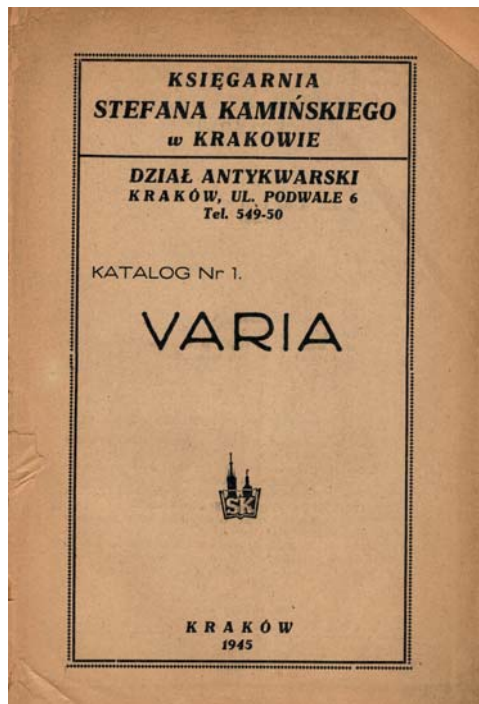 KSIĘGARNIA
STEFANA KAMIŃSKIEGO
w KRAKOWIE
DZIAŁ ANTYKWARSKI
KRAKÓW, UL. PODWALE 6
Tel. 549-50
KATALOG Nr 1.
VARIA
SK
KRAKÓW
1945